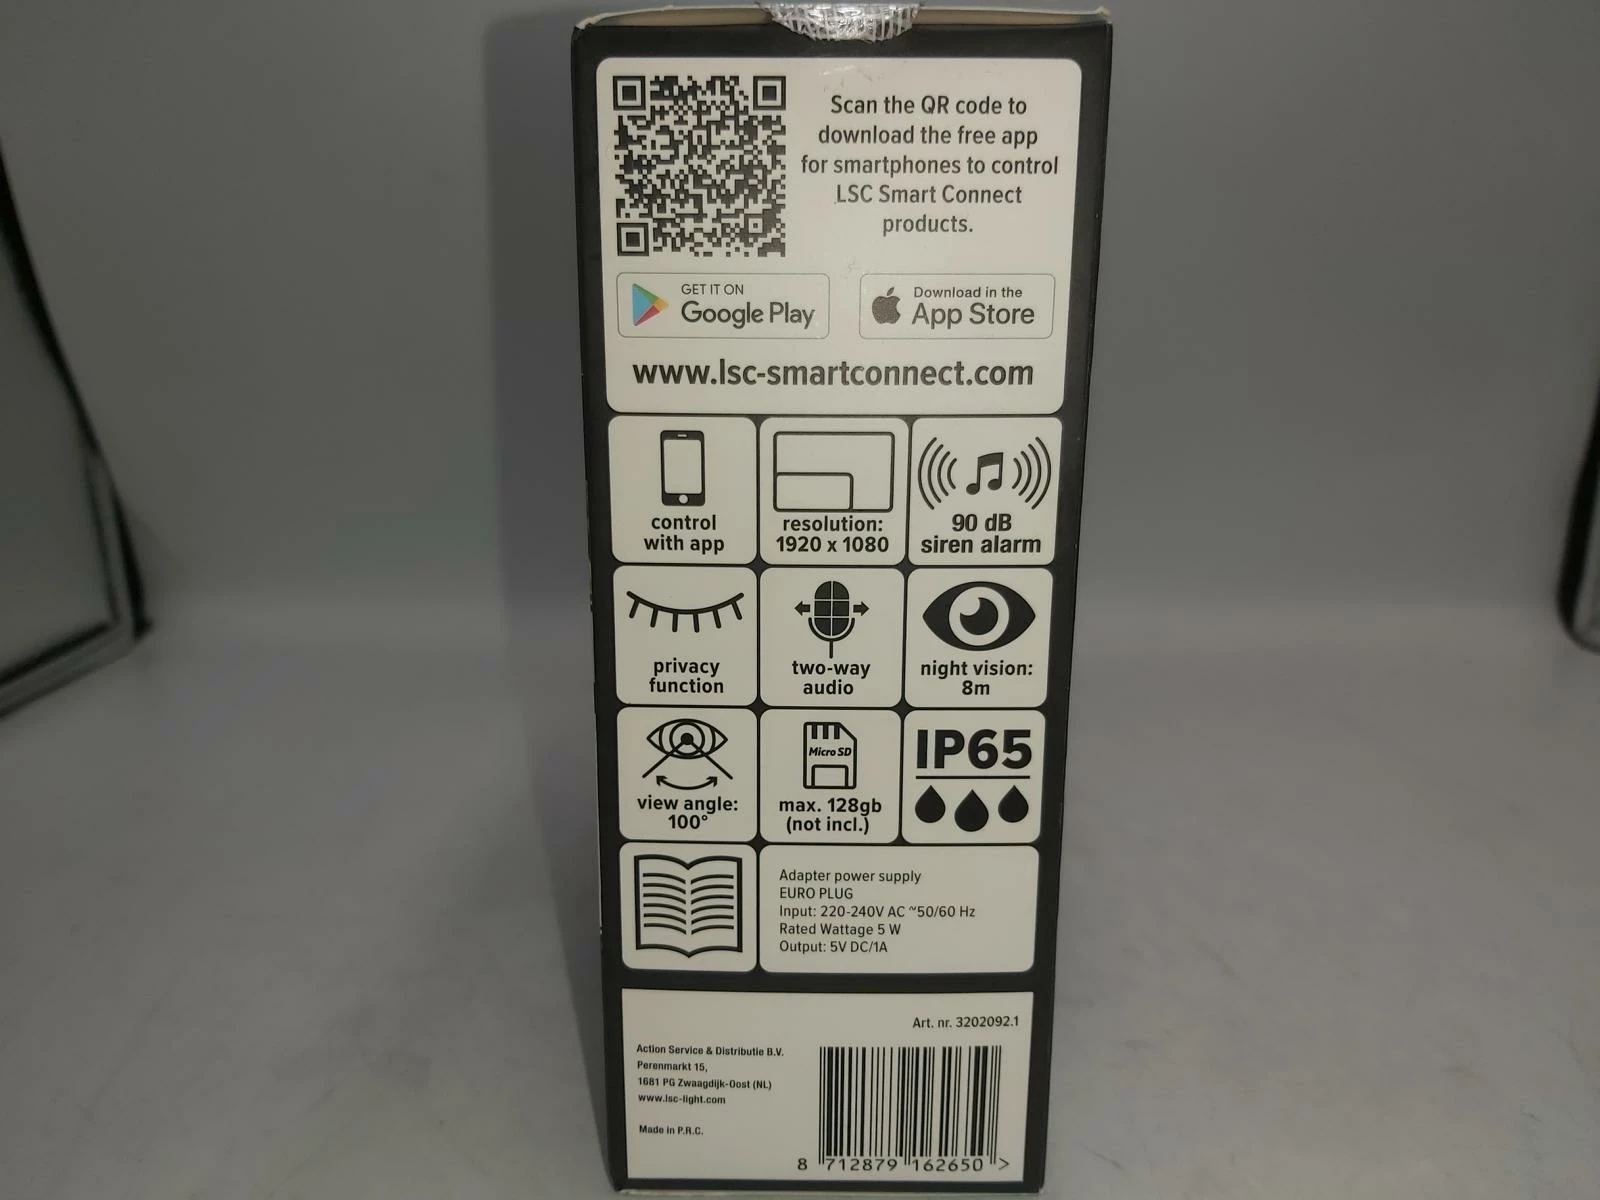 Scan the QR code to
download the free app
for smartphones to control
LSC Smart Connect
products.
GET IT ON
Google Play
Download in the
App Store
www.lsc-smartconnect.com
control
with app
resolution:
1920 x 1080
90 dB
siren alarm
privacy
function
two-way
audio
night vision:
8m
view angle:
100°
Micro SD
max. 128gb
(not incl.)
IP65
Adapter power supply
EURO PLUG
Input: 220-240V AC ~50/60 Hz
Rated Wattage 5 W
Output: 5V DC/1A
Art. nr. 3202092.1
Action Service & Distributie B.V.
Perenmarkt 15,
1681 PG Zwaagdijk-Oost (NL)
www.lsc-light.com
Made in P.R.C.
8 712879 162650 >